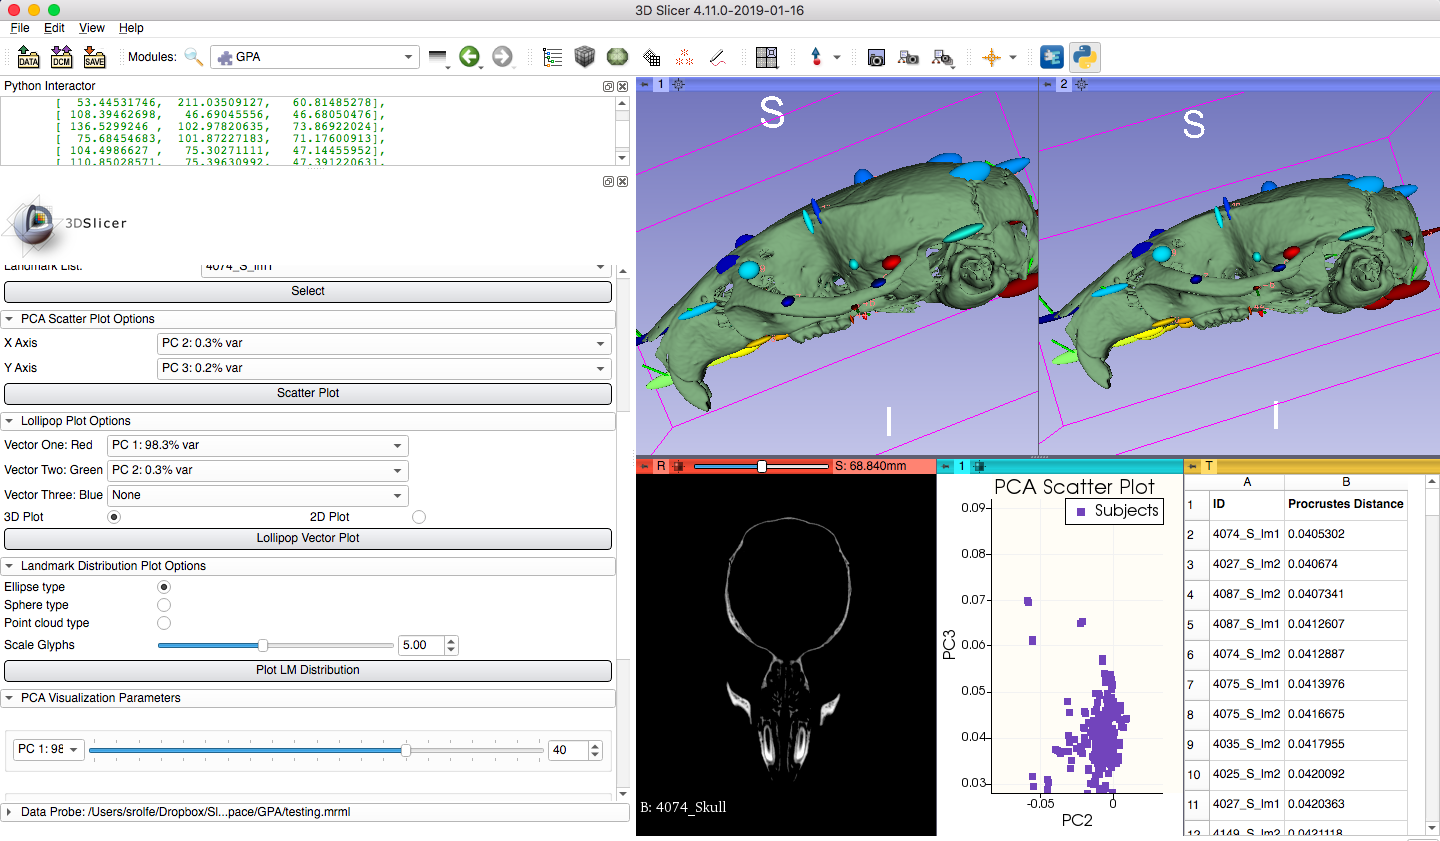 3D Slicer 4.11.0-2019-01-16
File Edit View Help
DATA DCM SAVE Modules: GPA
Python Interactor
[ 53.44531746, 211.03509127, 60.81485278],
[ 108.39462698, 46.69045556, 46.68050476],
[ 136.5299246 , 102.97820635, 73.86922024],
[ 75.68454683, 101.87227183, 71.17600913],
[ 104.4986627 , 75.30271111, 47.14455952],
[ 110.85028571, 75.39630992, 47.39122063],
3DSlicer
Landmark List: 4074_S_lm1
Select
PCA Scatter Plot Options
X Axis PC 2: 0.3% var
Y Axis PC 3: 0.2% var
Scatter Plot
Lollipop Plot Options
Vector One: Red PC 1: 98.3% var
Vector Two: Green PC 2: 0.3% var
Vector Three: Blue None
3D Plot 2D Plot
Lollipop Vector Plot
Landmark Distribution Plot Options
Ellipse type
Sphere type
Point cloud type
Scale Glyphs 5.00
Plot LM Distribution
PCA Visualization Parameters
PC 1: 98 40
Data Probe: /Users/srolfe/Dropbox/Sl...pace/GPA/testing.mrml
1
S
I
2
S
I
R S: 68.840mm
B: 4074_Skull
1
PCA Scatter Plot
Subjects
0.09
0.08
0.07
0.06
0.05
0.04
0.03
PC3
-0.05 0
PC2
T
A B
1 ID Procrustes Distance
2 4074_S_lm1 0.0405302
3 4027_S_lm2 0.040674
4 4087_S_lm2 0.0407341
5 4087_S_lm1 0.0412607
6 4074_S_lm2 0.0412887
7 4075_S_lm1 0.0413976
8 4075_S_lm2 0.0416675
9 4035_S_lm2 0.0417955
10 4025_S_lm2 0.0420092
11 4027_S_lm1 0.0420363
12 4149_S_lm2 0.0421118